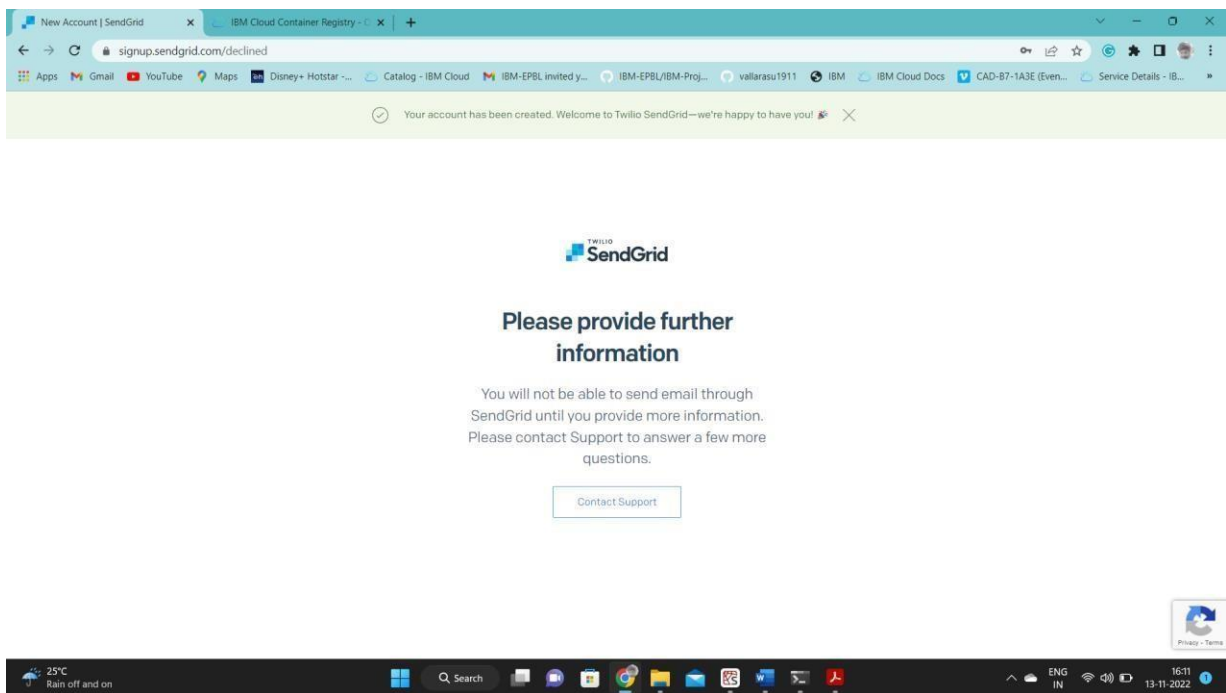 New Account | SendGrid
IBM Cloud Container Registry - C
signup.sendgrid.com/declined
Apps
Gmail
YouTube
Maps
Disney+ Hotstar -...
Catalog - IBM Cloud
IBM-EPBL invited y...
IBM-EPBL/IBM-Proj...
vallarasu1911
IBM
IBM Cloud Docs
CAD-B7-1A3E (Even...
Service Details - IB...
»
Your account has been created. Welcome to Twilio SendGrid—we're happy to have you! 🎉
TWILIO
SendGrid
Please provide further
information
You will not be able to send email through
SendGrid until you provide more information.
Please contact Support to answer a few more
questions.
Contact Support
Privacy - Terms
25°C
Rain off and on
Search
ENG
IN
16:11
13-11-2022
1